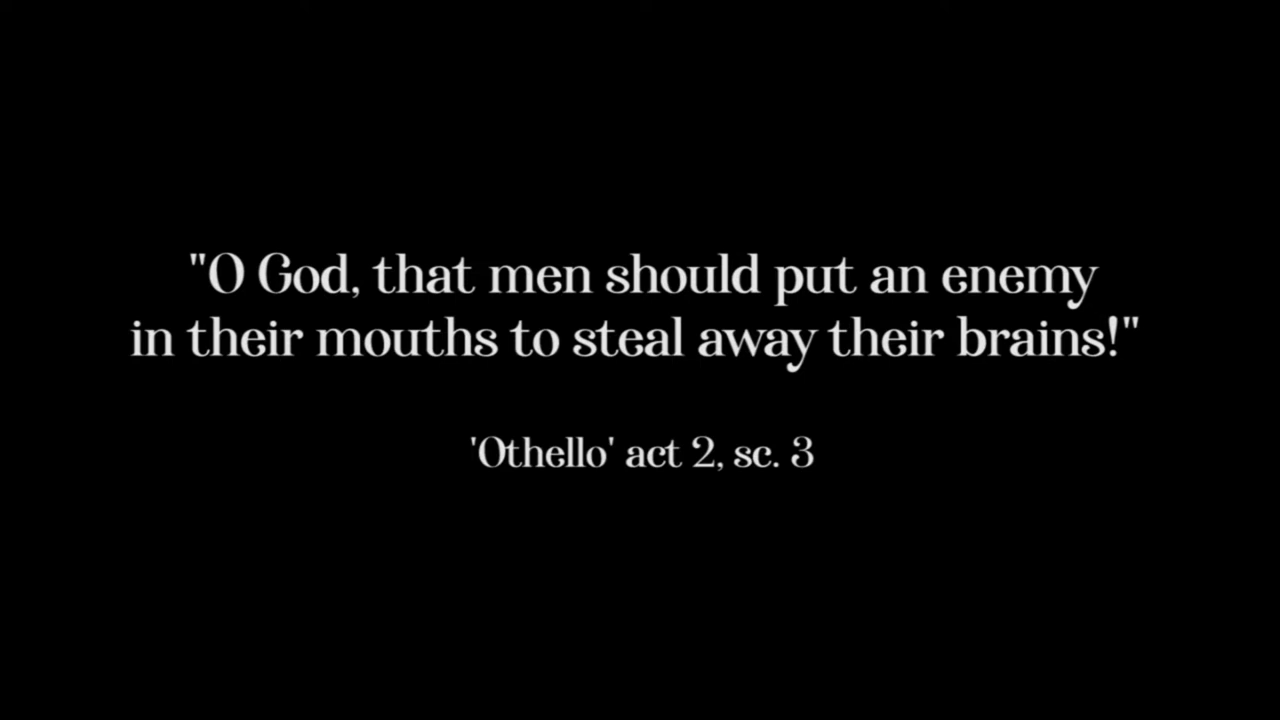 "O God, that men should put an enemy
in their mouths to steal away their brains!"
'Othello' act 2, sc. 3